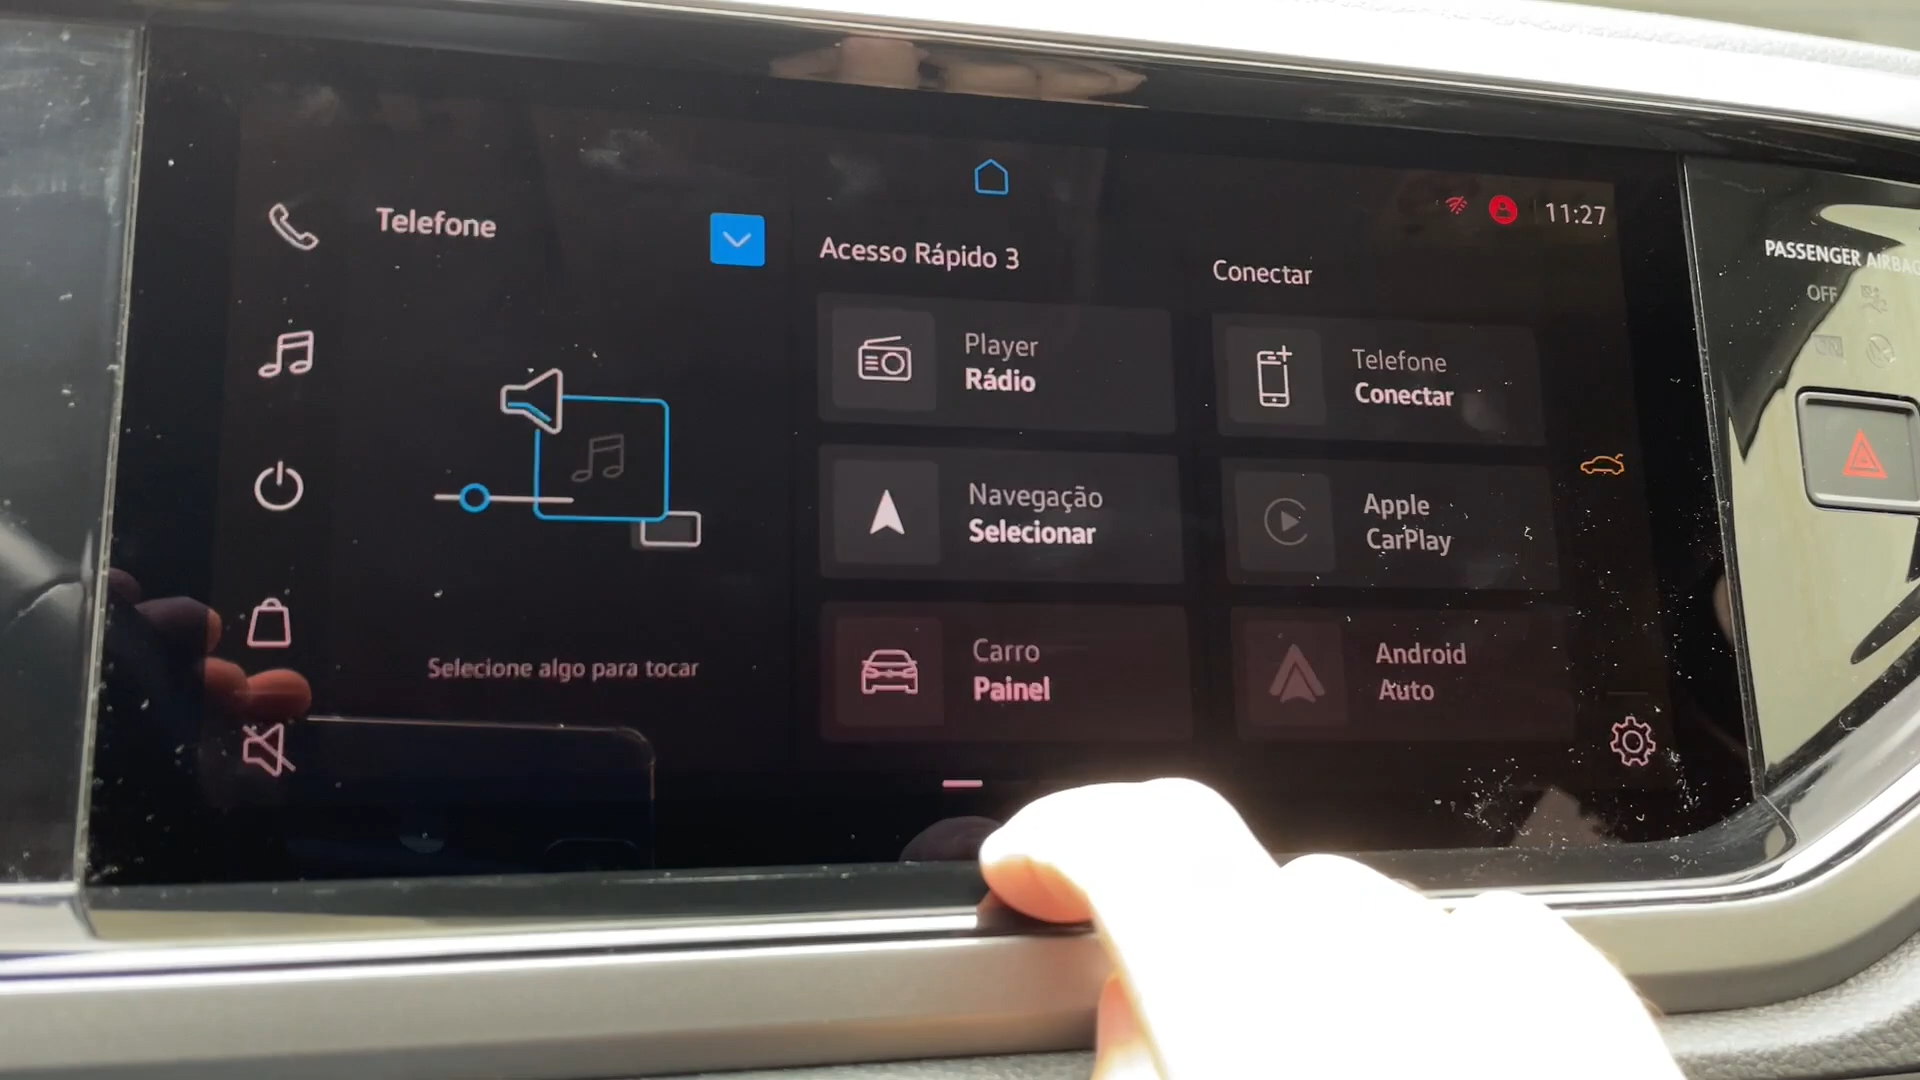 Telefone
11:27
Acesso Rápido 3
Conectar
Player
Rádio
Telefone
Conectar
Navegação
Selecionar
Apple
CarPlay
Carro
Painel
Android
Auto
Selecione algo para tocar
PASSENGER AIRBAG
OFF